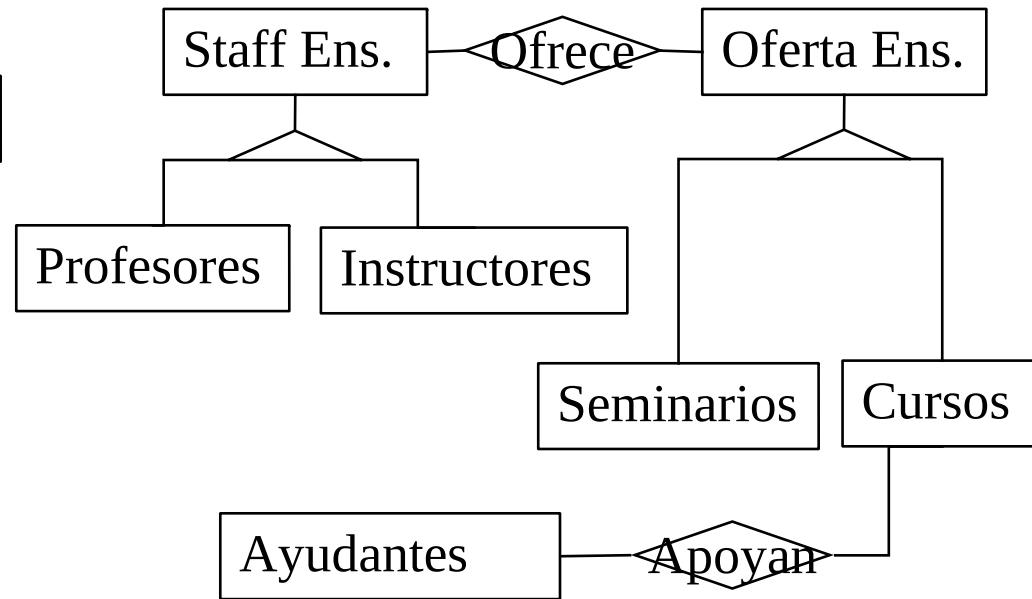 Staff Ens.
Ofrece
Oferta Ens.
Profesores
Instructores
Seminarios
Cursos
Ayudantes
Apoyan